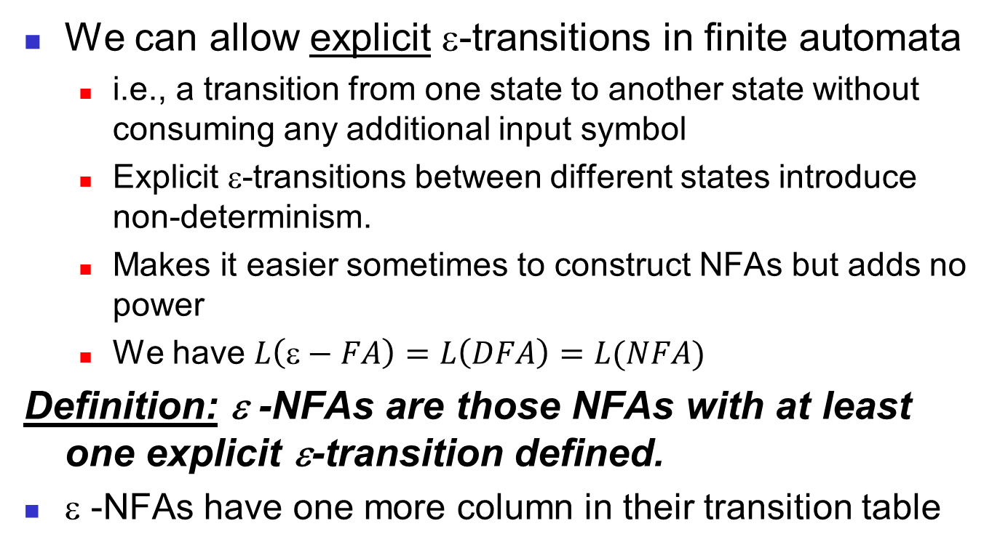 We can allow explicit ε-transitions in finite automata
i.e., a transition from one state to another state without
consuming any additional input symbol
Explicit ε-transitions between different states introduce
non-determinism.
Makes it easier sometimes to construct NFAs but adds no
power
We have L(ε − FA) = L(DFA) = L(NFA)
Definition: ε -NFAs are those NFAs with at least
one explicit ε-transition defined.
ε -NFAs have one more column in their transition table